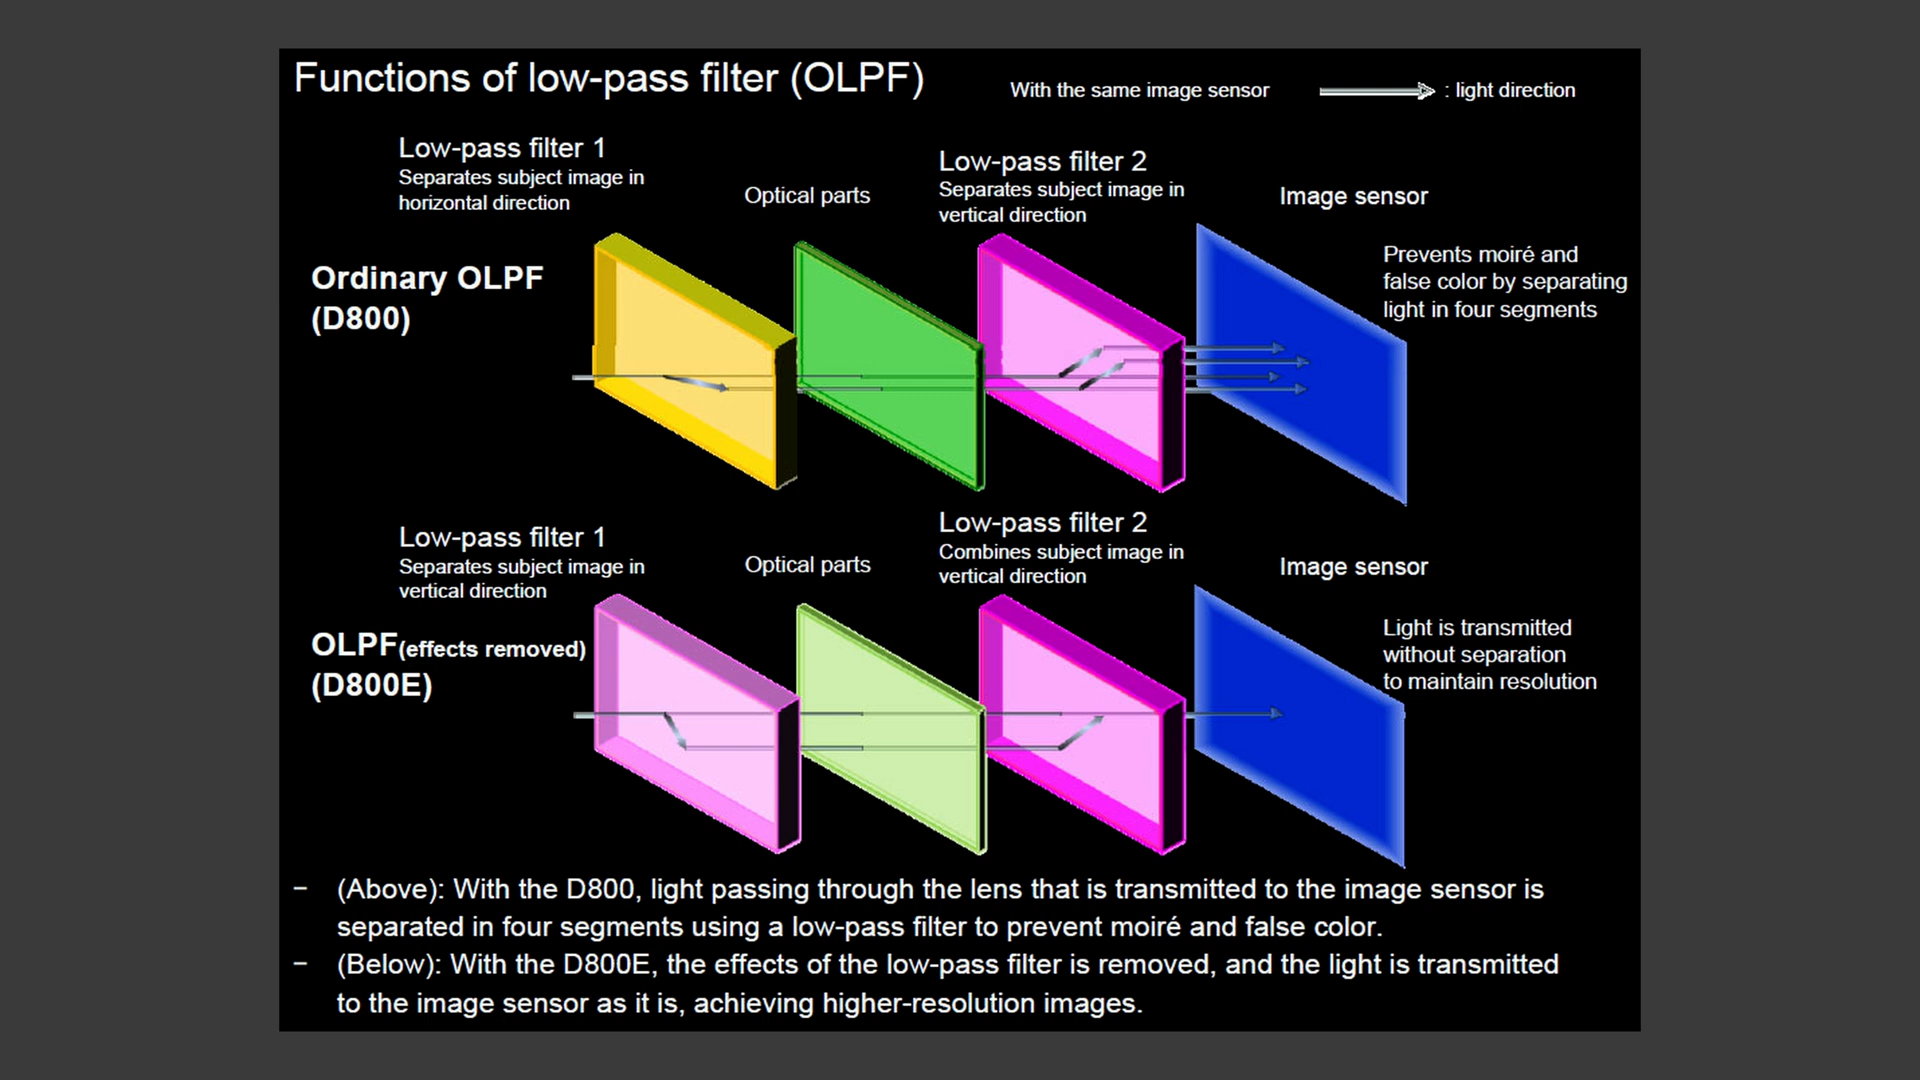 Functions of low-pass filter (OLPF)
With the same image sensor
: light direction
Low-pass filter 1
Separates subject image in
horizontal direction
Optical parts
Low-pass filter 2
Separates subject image in
vertical direction
Image sensor
Ordinary OLPF
(D800)
Prevents moiré and
false color by separating
light in four segments
Low-pass filter 1
Separates subject image in
vertical direction
Optical parts
Low-pass filter 2
Combines subject image in
vertical direction
Image sensor
OLPF(effects removed)
(D800E)
Light is transmitted
without separation
to maintain resolution
− (Above): With the D800, light passing through the lens that is transmitted to the image sensor is
separated in four segments using a low-pass filter to prevent moiré and false color.
− (Below): With the D800E, the effects of the low-pass filter is removed, and the light is transmitted
to the image sensor as it is, achieving higher-resolution images.